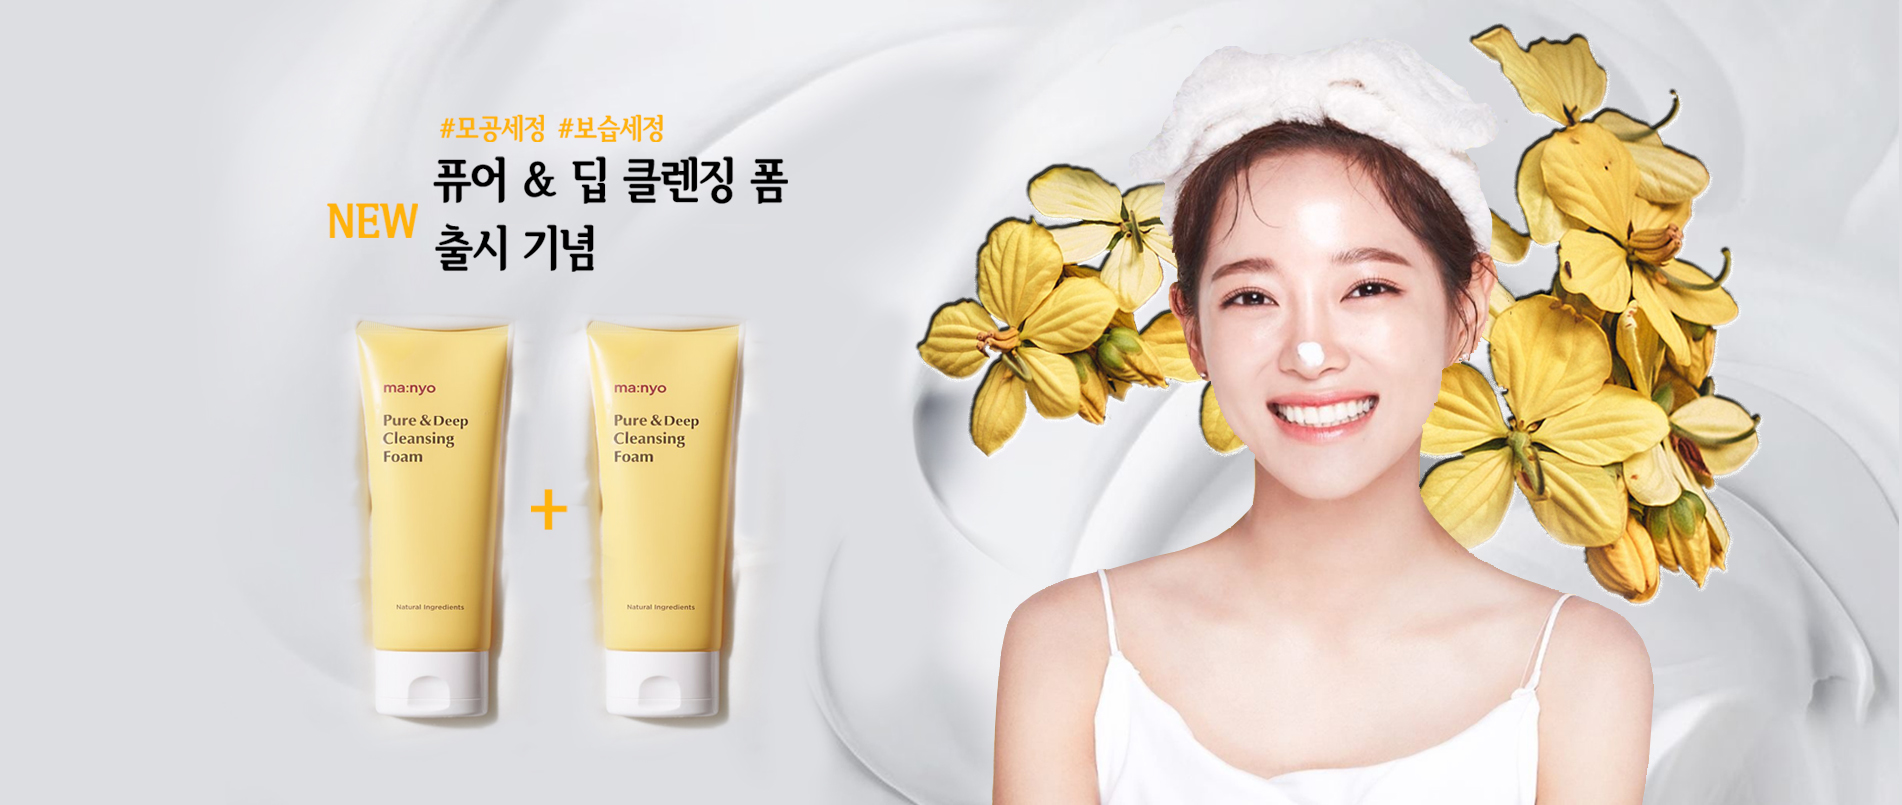 #모공세정 #보습세정
NEW
퓨어 & 딥 클렌징 폼
출시 기념
ma:nyo
Pure & Deep
Cleansing
Foam
Natural Ingredients
+
ma:nyo
Pure & Deep
Cleansing
Foam
Natural Ingredients